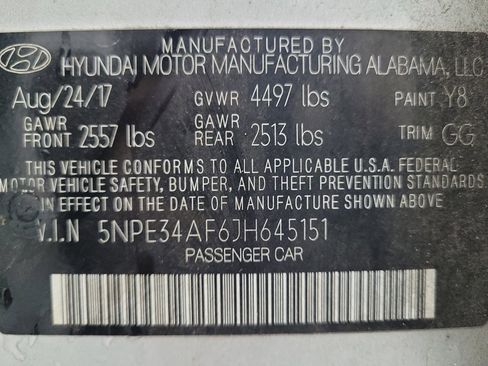 MANUFACTURED BY
HYUNDAI MOTOR MANUFACTURING ALABAMA, LLC
Aug/24/17 GVWR 4497 lbs PAINT Y8
GAWR FRONT 2557 lbs GAWR REAR 2513 lbs TRIM GG
THIS VEHICLE CONFORMS TO ALL APPLICABLE U.S.A. FEDERAL
MOTOR VEHICLE SAFETY, BUMPER, AND THEFT PREVENTION STANDARDS
IN EFFECT ON THE DATE OF MANUFACTURE SHOWN ABOVE.
V.I.N 5NPE34AF6JH645151
PASSENGER CAR